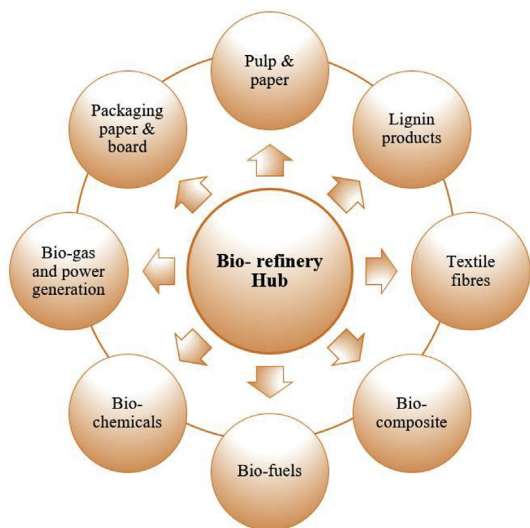 Pulp &
paper
Lignin
products
Textile
fibres
Bio-
composite
Bio-fuels
Bio-
chemicals
Bio-gas
and power
generation
Packaging
paper &
board
Bio- refinery
Hub